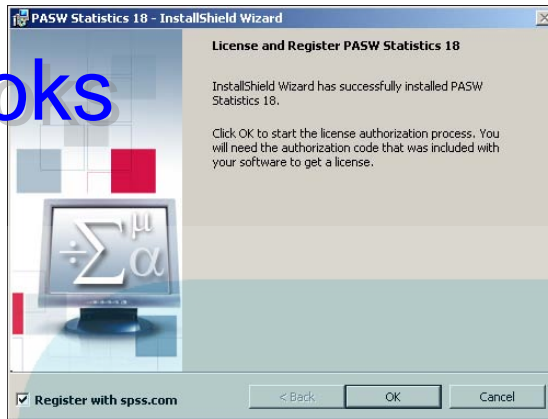 PASW Statistics 18 - InstallShield Wizard
License and Register PASW Statistics 18
oks
InstallShield Wizard has successfully installed PASW
Statistics 18.
Click OK to start the license authorization process. You
will need the authorization code that was included with
your software to get a license.
÷ Σ μ α
Register with spss.com
< Back
OK
Cancel